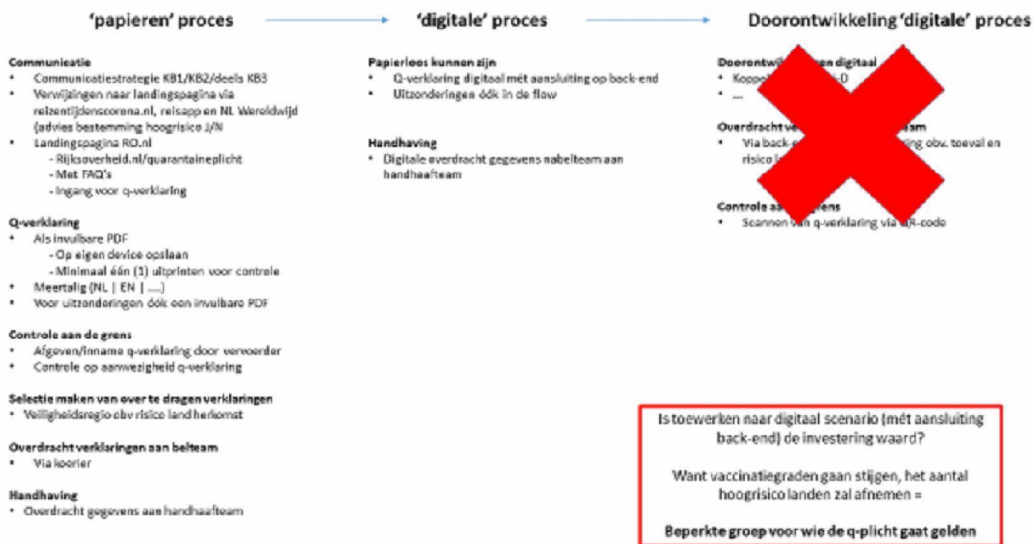 'papieren' proces
Communicatie
• Communicatiestrategie KB1/KB2/deels KB3
• Verwijzingen naar landingspagina via
reizentijdenscorona.nl, reisapp en NL Wereldwijd
(advies bestemming hoogrisico J/N
• Landingspagina RO.nl
- Rijksoverheid.nl/quarantaineplicht
- Met FAQ's
- Ingang voor q-verklaring
Q-verklaring
• Als invulbare PDF
- Op eigen device opslaan
- Minimaal één (1) uitprinten voor controle
• Meertalig (NL | EN | ....)
• Voor uitzonderingen óók een invulbare PDF
Controle aan de grens
• Afgeven/inname q-verklaring door vervoerder
• Controle op aanwezigheid q-verklaring
Selectie maken van over te dragen verklaringen
• Veiligheidsregio obv risico land herkomst
Overdracht verklaringen aan belteam
• Via koerier
Handhaving
• Overdracht gegevens aan handhaafteam
'digitale' proces
Papierloos kunnen zijn
• Q-verklaring digitaal mét aansluiting op back-end
• Uitzonderingen óók in de flow
Handhaving
• Digitale overdracht gegevens nabelteam aan
handhaafteam
Doorontwikkeling 'digitale' proces
digitaal
• ...
Overdracht
• Via obv. toeval en
risico
Controle
• Scannen van q-verklaring via QR-code
Is toewerken naar digitaal scenario (mét aansluiting
back-end) de investering waard?
Want vaccinatiegraden gaan stijgen, het aantal
hoogrisico landen zal afnemen =
Beperkte groep voor wie de q-plicht gaat gelden